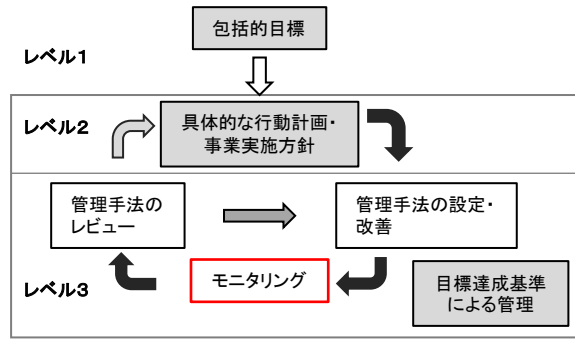 包括的目標
レベル1
レベル2
具体的な行動計画・
事業実施方針
管理手法の
レビュー
管理手法の設定・
改善
モニタリング
レベル3
目標達成基準
による管理